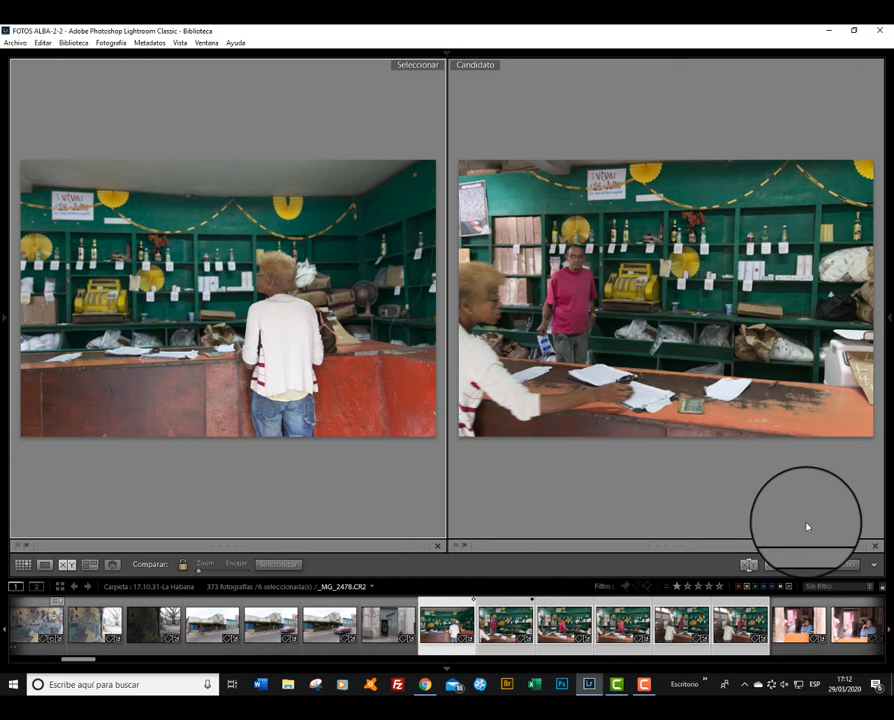 FOTOS ALBA-2-2 - Adobe Photoshop Lightroom Classic - Biblioteca
Archivo Editar Biblioteca Fotografía Metadatos Vista Ventana Ayuda
Seleccionar
Candidato
Comparar:
Zoom
Encajar
Sincronizar
1 2
Carpeta : 17.10.31-La Habana
373 fotografías /6 seleccionada(s) /_MG_2478.CR2
Filtro :
Sin filtro
Escribe aquí para buscar
Escritorio
ESP
17:12
29/03/2020